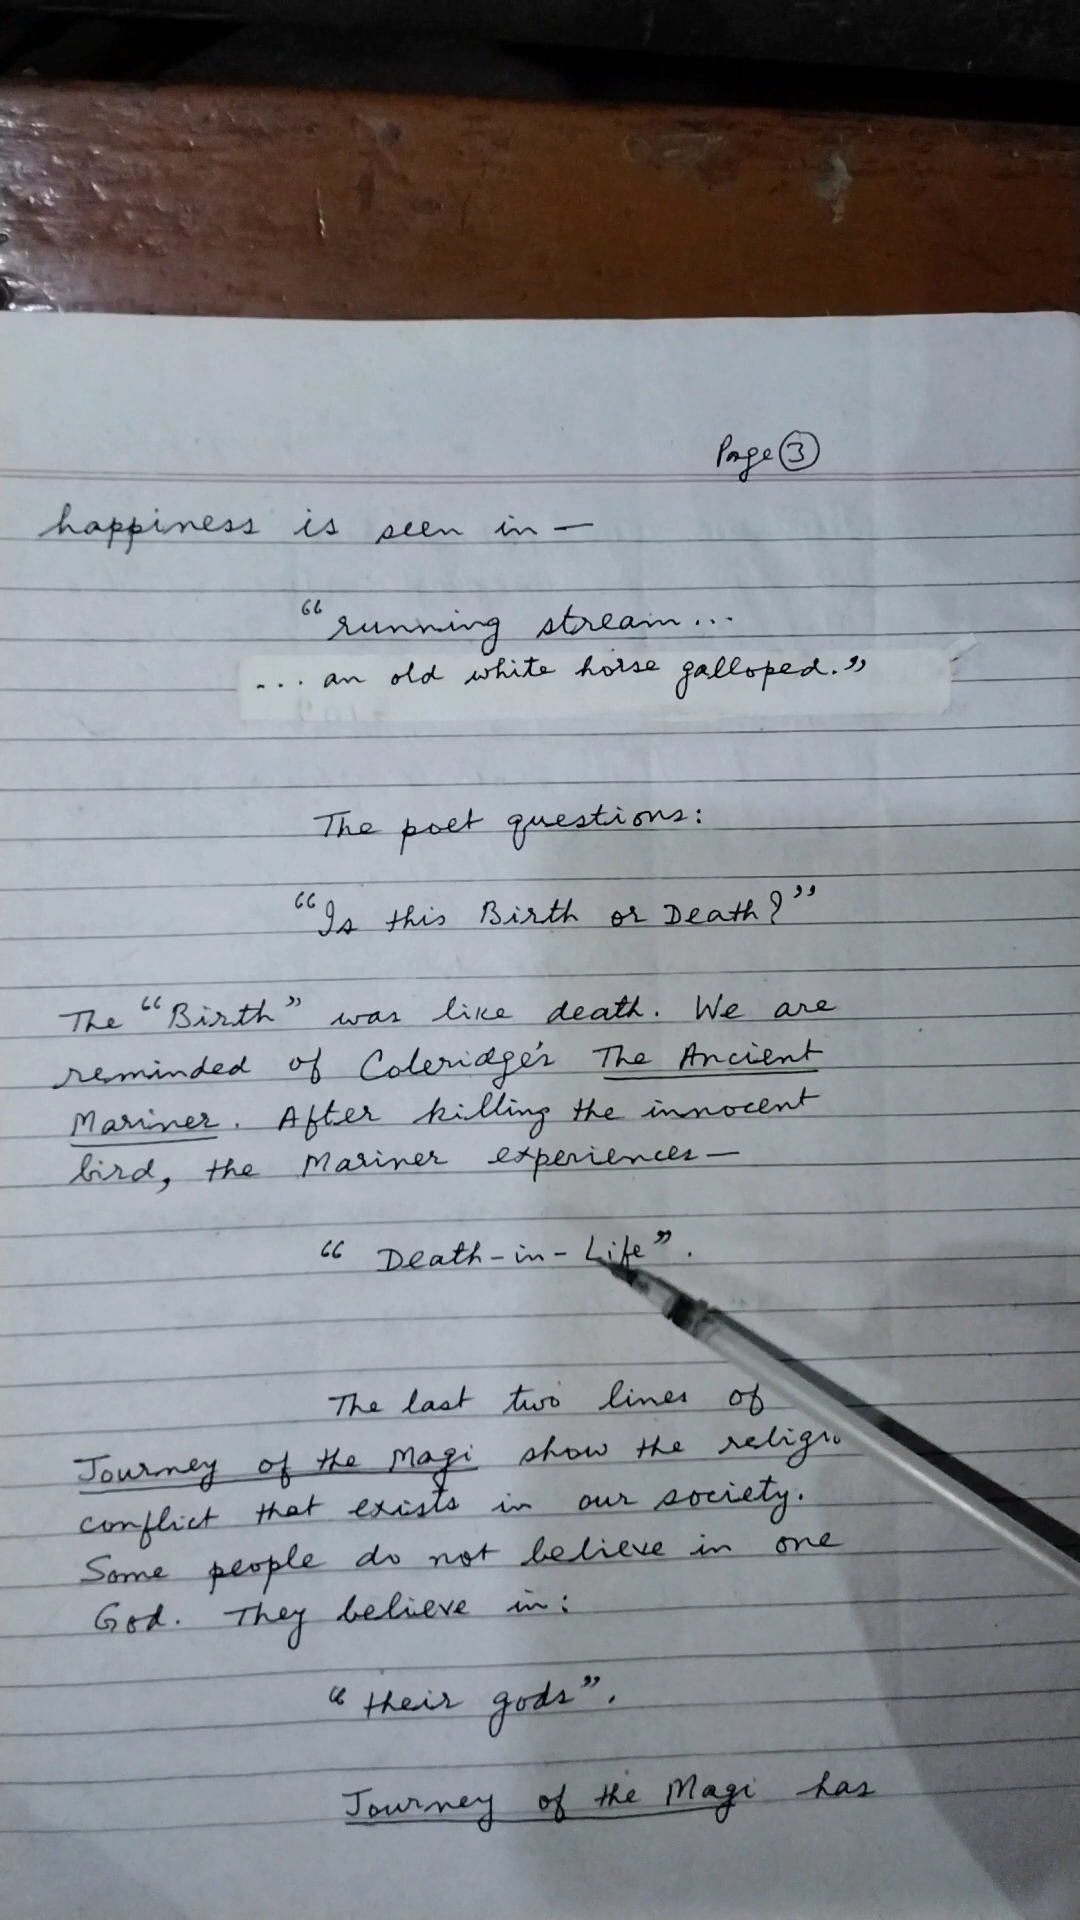 Page 3
happiness is seen in —
“running stream...
... an old white horse galloped.”
The poet questions:
“Is this Birth or Death?”
The “Birth” was like death. We are
reminded of Coleridge's The Ancient
Mariner. After killing the innocent
bird, the Mariner experiences —
“Death-in-Life”.
The last two lines of
Journey of the Magi show the
conflict that exists in our society.
Some people do not believe in one
God. They believe in:
“their gods”.
Journey of the Magi has